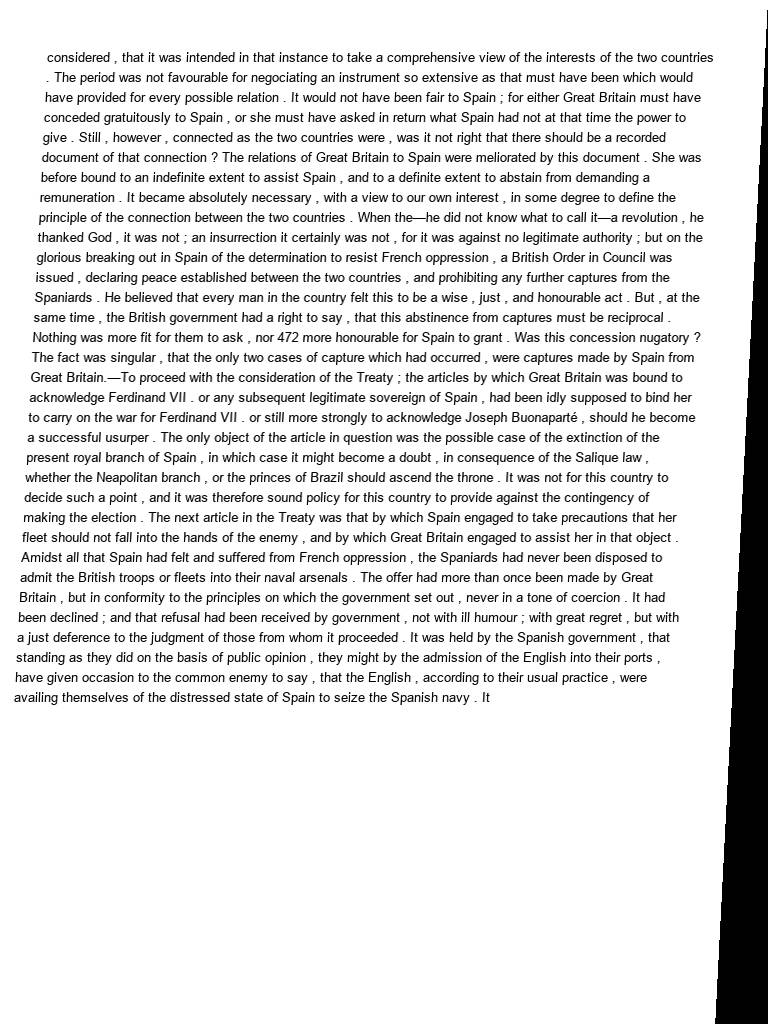 considered , that it was intended in that instance to take a comprehensive view of the interests of the two countries
. The period was not favourable for negociating an instrument so extensive as that must have been which would
have provided for every possible relation . It would not have been fair to Spain ; for either Great Britain must have
conceded gratuitously to Spain , or she must have asked in return what Spain had not at that time the power to
give . Still , however , connected as the two countries were , was it not right that there should be a recorded
document of that connection ? The relations of Great Britain to Spain were meliorated by this document . She was
before bound to an indefinite extent to assist Spain , and to a definite extent to abstain from demanding a
remuneration . It became absolutely necessary , with a view to our own interest , in some degree to define the
principle of the connection between the two countries . When the—he did not know what to call it—a revolution , he
thanked God , it was not ; an insurrection it certainly was not , for it was against no legitimate authority ; but on the
glorious breaking out in Spain of the determination to resist French oppression , a British Order in Council was
issued , declaring peace established between the two countries , and prohibiting any further captures from the
Spaniards . He believed that every man in the country felt this to be a wise , just , and honourable act . But , at the
same time , the British government had a right to say , that this abstinence from captures must be reciprocal .
Nothing was more fit for them to ask , nor 472 more honourable for Spain to grant . Was this concession nugatory ?
The fact was singular , that the only two cases of capture which had occurred , were captures made by Spain from
Great Britain.—To proceed with the consideration of the Treaty ; the articles by which Great Britain was bound to
acknowledge Ferdinand VII . or any subsequent legitimate sovereign of Spain , had been idly supposed to bind her
to carry on the war for Ferdinand VII . or still more strongly to acknowledge Joseph Buonaparté , should he become
a successful usurper . The only object of the article in question was the possible case of the extinction of the
present royal branch of Spain , in which case it might become a doubt , in consequence of the Salique law ,
whether the Neapolitan branch , or the princes of Brazil should ascend the throne . It was not for this country to
decide such a point , and it was therefore sound policy for this country to provide against the contingency of
making the election . The next article in the Treaty was that by which Spain engaged to take precautions that her
fleet should not fall into the hands of the enemy , and by which Great Britain engaged to assist her in that object .
Amidst all that Spain had felt and suffered from French oppression , the Spaniards had never been disposed to
admit the British troops or fleets into their naval arsenals . The offer had more than once been made by Great
Britain , but in conformity to the principles on which the government set out , never in a tone of coercion . It had
been declined ; and that refusal had been received by government , not with ill humour ; with great regret , but with
a just deference to the judgment of those from whom it proceeded . It was held by the Spanish government , that
standing as they did on the basis of public opinion , they might by the admission of the English into their ports ,
have given occasion to the common enemy to say , that the English , according to their usual practice , were
availing themselves of the distressed state of Spain to seize the Spanish navy . It